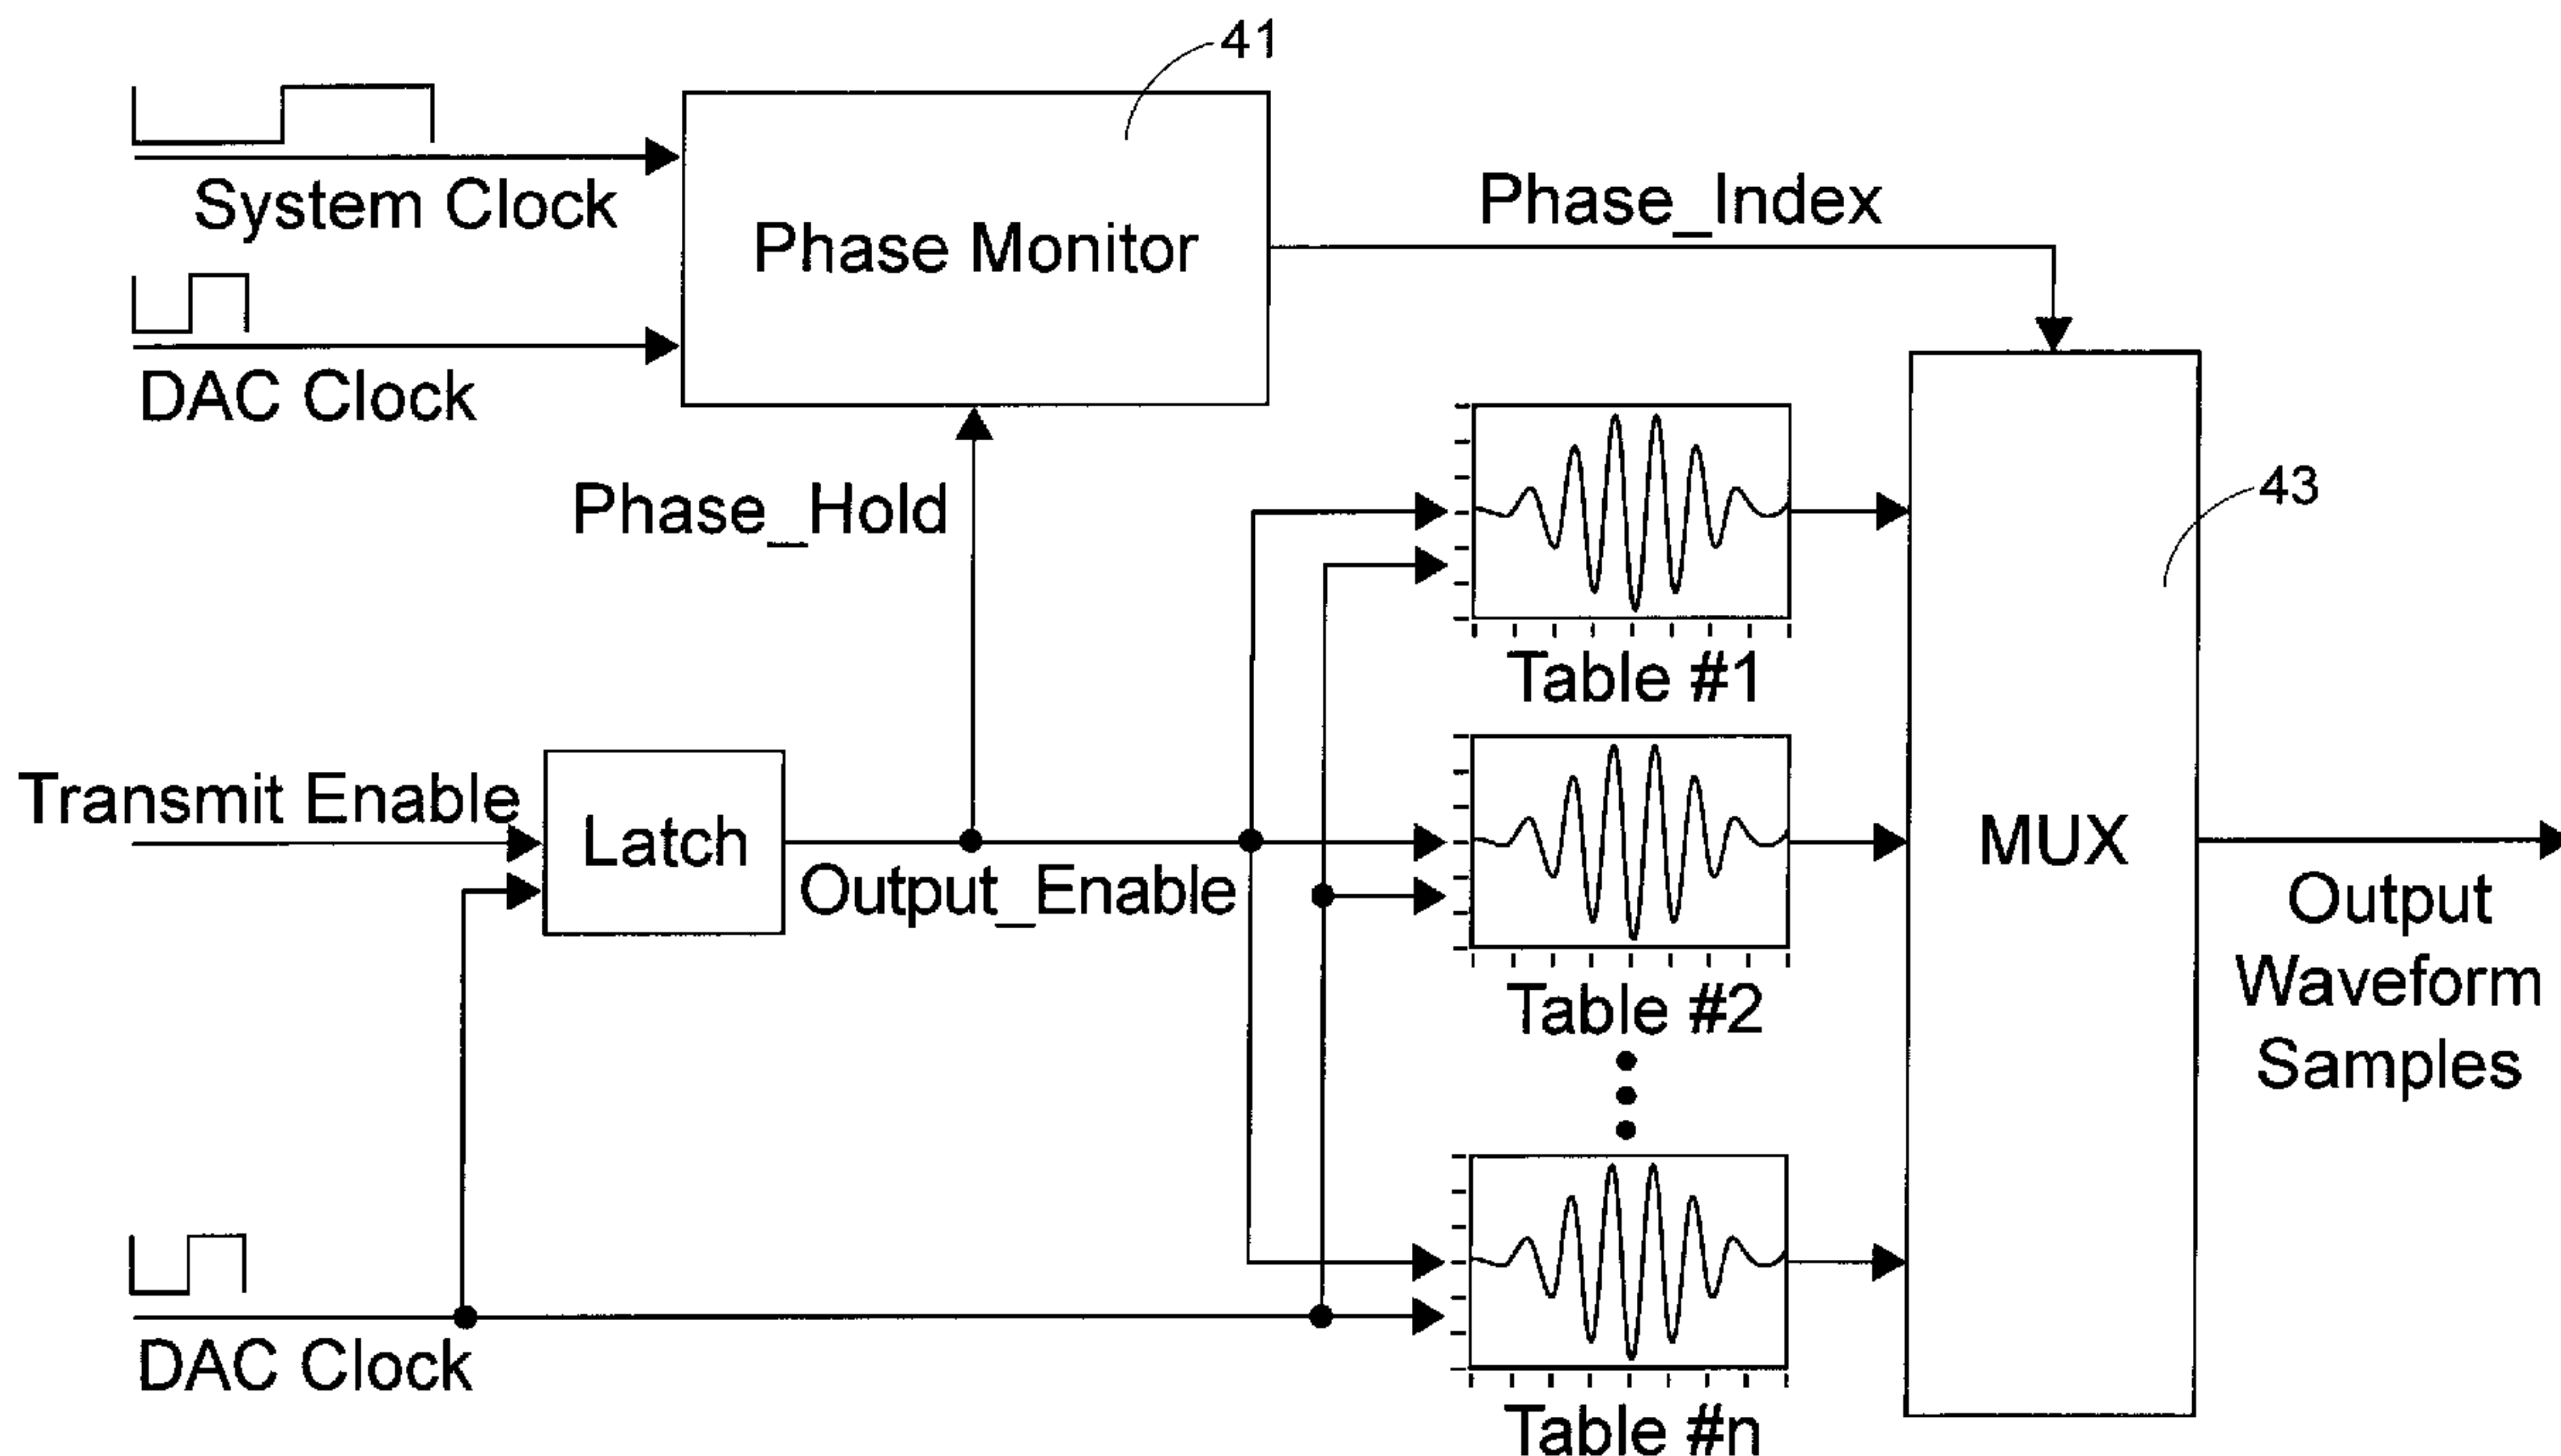 41
System Clock
Phase Monitor
Phase_Index
DAC Clock
Phase_Hold
43
Table #1
Transmit Enable
Latch
Output_Enable
MUX
Output
Waveform
Samples
Table #2
DAC Clock
Table #n